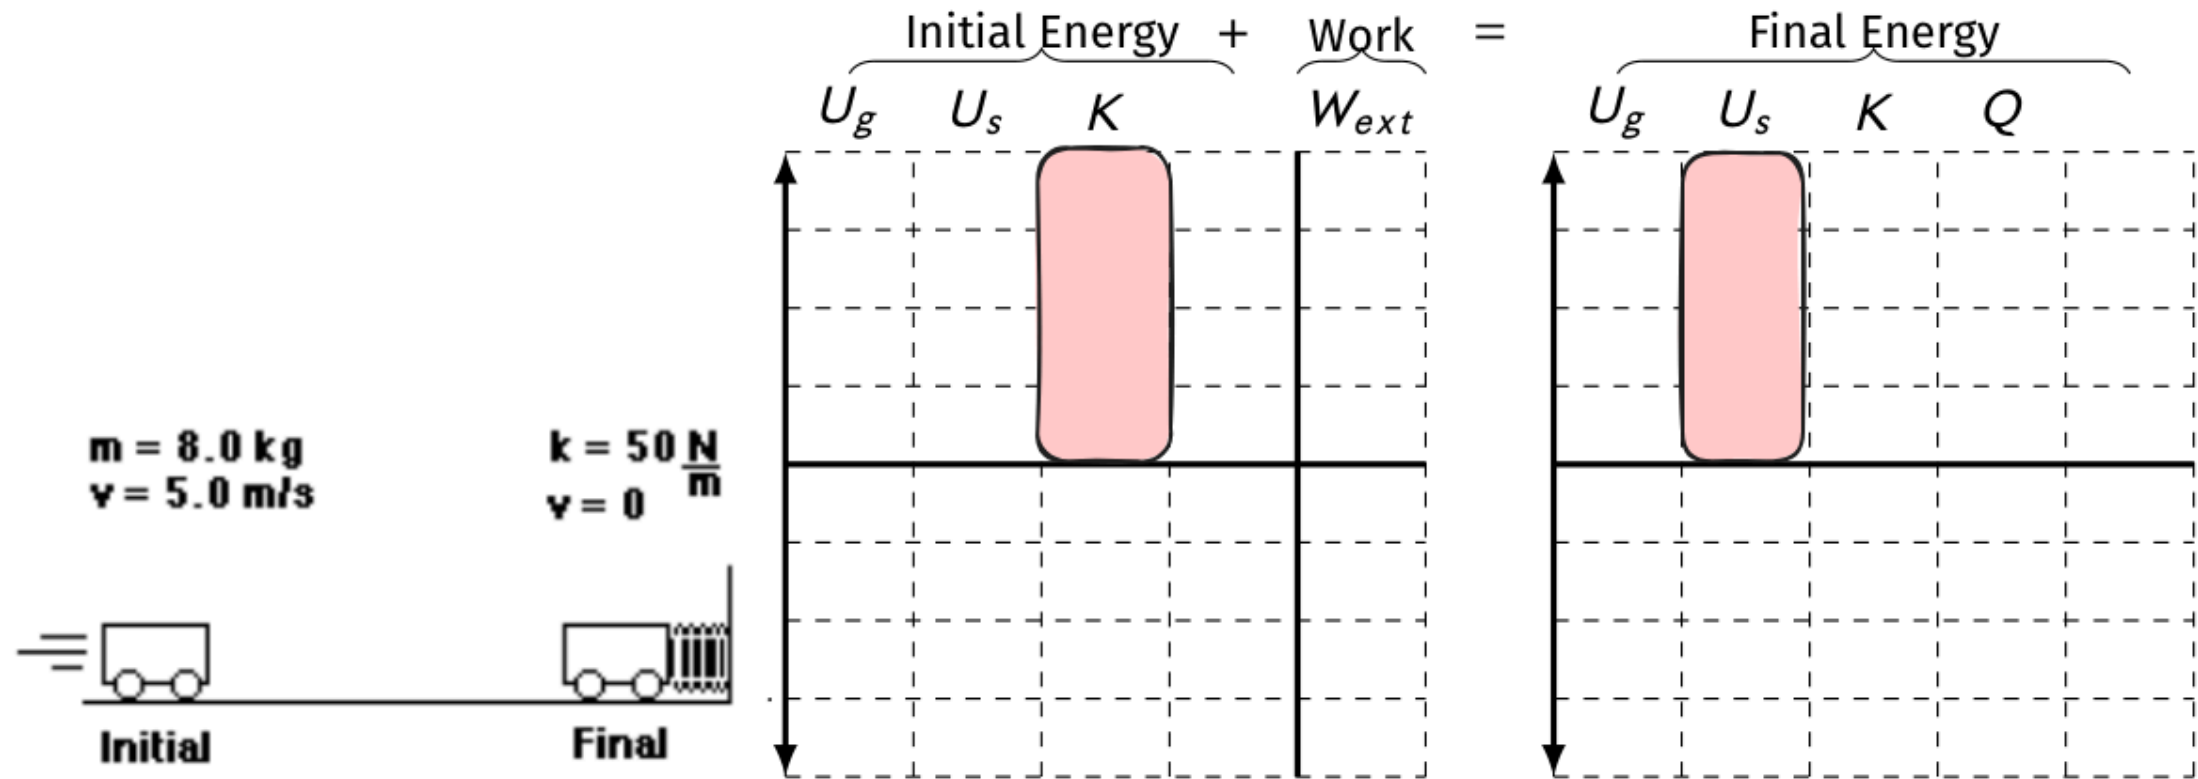 Initial Energy + Work = Final Energy
U_g U_s K W_ext U_g U_s K Q
m = 8.0 kg
v = 5.0 m/s
k = 50 N/m
v = 0
Initial
Final